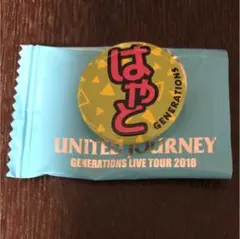 はやと
GENERATIONS
UNITED JOURNEY
GENERATIONS LIVE TOUR 2018